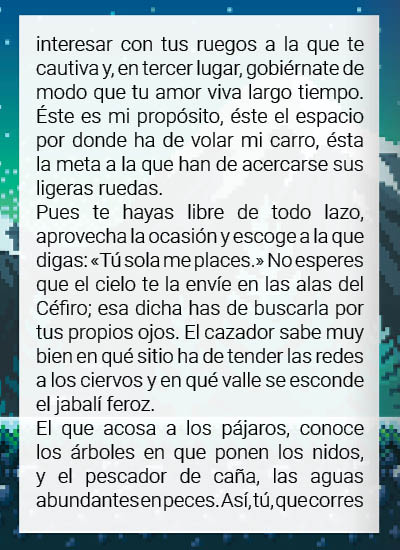 interesar con tus ruegos a la que te
cautiva y, en tercer lugar, gobiérnate de
modo que tu amor viva largo tiempo.
Éste es mi propósito, éste el espacio
por donde ha de volar mi carro, ésta
la meta a la que han de acercarse sus
ligeras ruedas.
Pues te hayas libre de todo lazo,
aprovecha la ocasión y escoge a la que
digas: «Tú sola me places.» No esperes
que el cielo te la envíe en las alas del
Céfiro; esa dicha has de buscarla por
tus propios ojos. El cazador sabe muy
bien en qué sitio ha de tender las redes
a los ciervos y en qué valle se esconde
el jabalí feroz.
El que acosa a los pájaros, conoce
los árboles en que ponen los nidos,
y el pescador de caña, las aguas
abundantes en peces. Así, tú, que corres